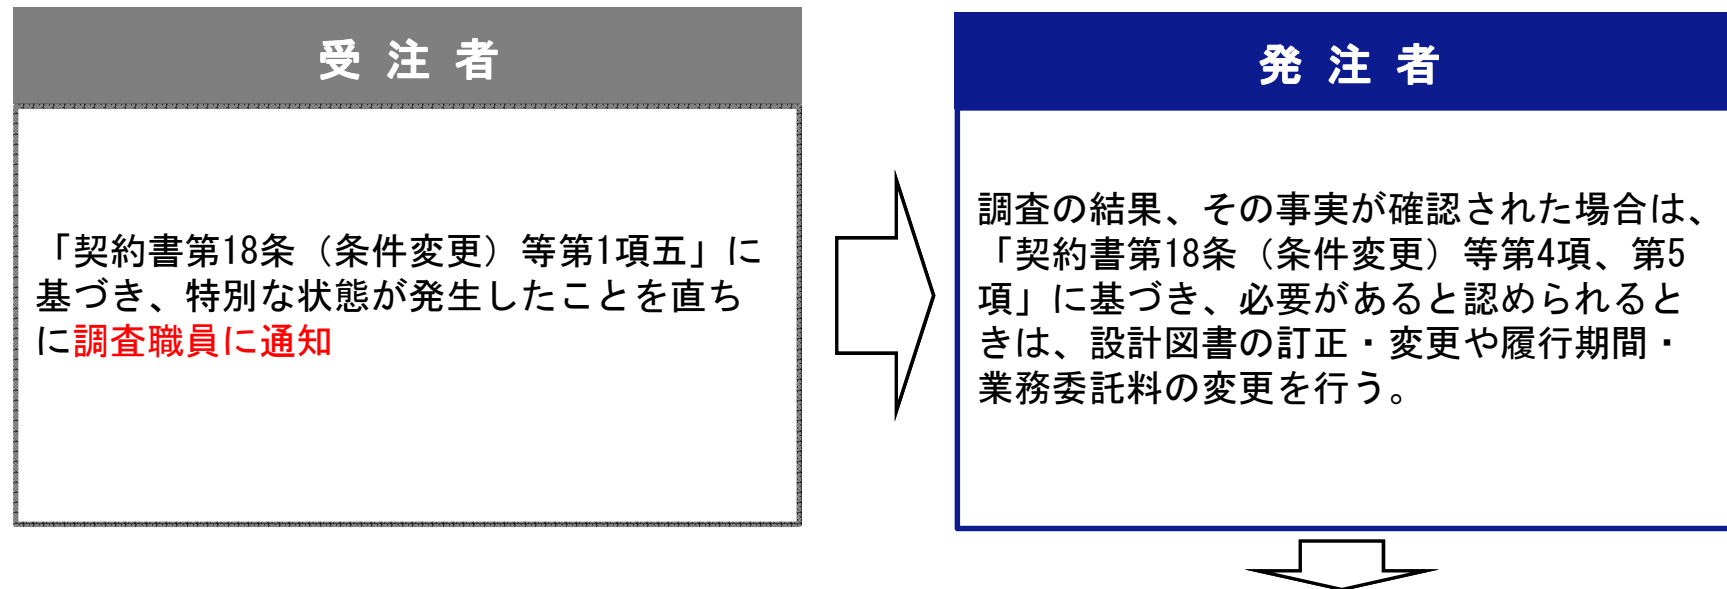 受 注 者
「契約書第18条（条件変更）等第1項五」に
基づき、特別な状態が発生したことを直ち
に調査職員に通知
発 注 者
調査の結果、その事実が確認された場合は、
「契約書第18条（条件変更）等第4項、第5
項」に基づき、必要があると認められると
きは、設計図書の訂正・変更や履行期間・
業務委託料の変更を行う。